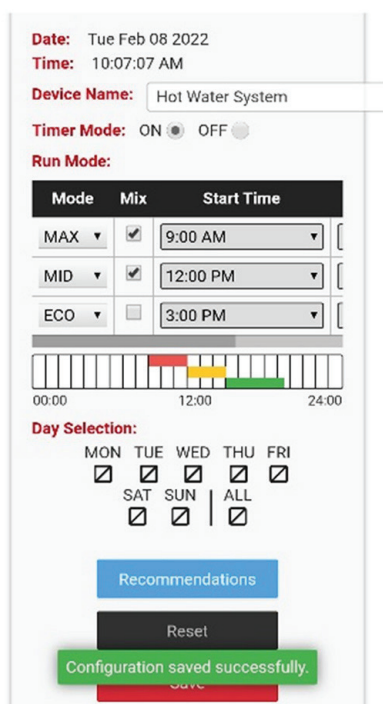 Date: Tue Feb 08 2022
Time: 10:07:07 AM
Device Name: Hot Water System
Timer Mode: ON OFF
Run Mode:
Mode Mix Start Time
MAX 9:00 AM
MID 12:00 PM
ECO 3:00 PM
00:00 12:00 24:00
Day Selection:
MON TUE WED THU FRI
SAT SUN ALL
Recommendations
Reset
Configuration saved successfully.
Save